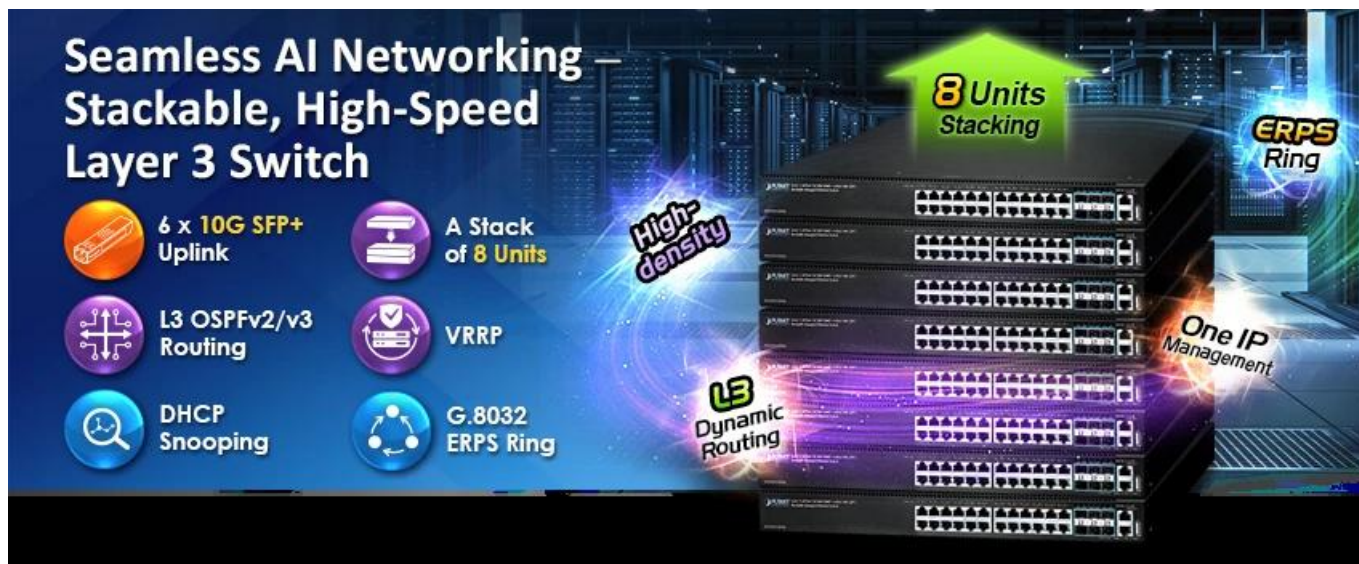 Seamless AI Networking –
Stackable, High-Speed
Layer 3 Switch
6 x 10G SFP+
Uplink
A Stack
of 8 Units
L3 OSPFv2/v3
Routing
VRRP
DHCP
Snooping
G.8032
ERPS Ring
8 Units
Stacking
ERPS
Ring
High-
density
One IP
Management
L3
Dynamic
Routing
PLANET